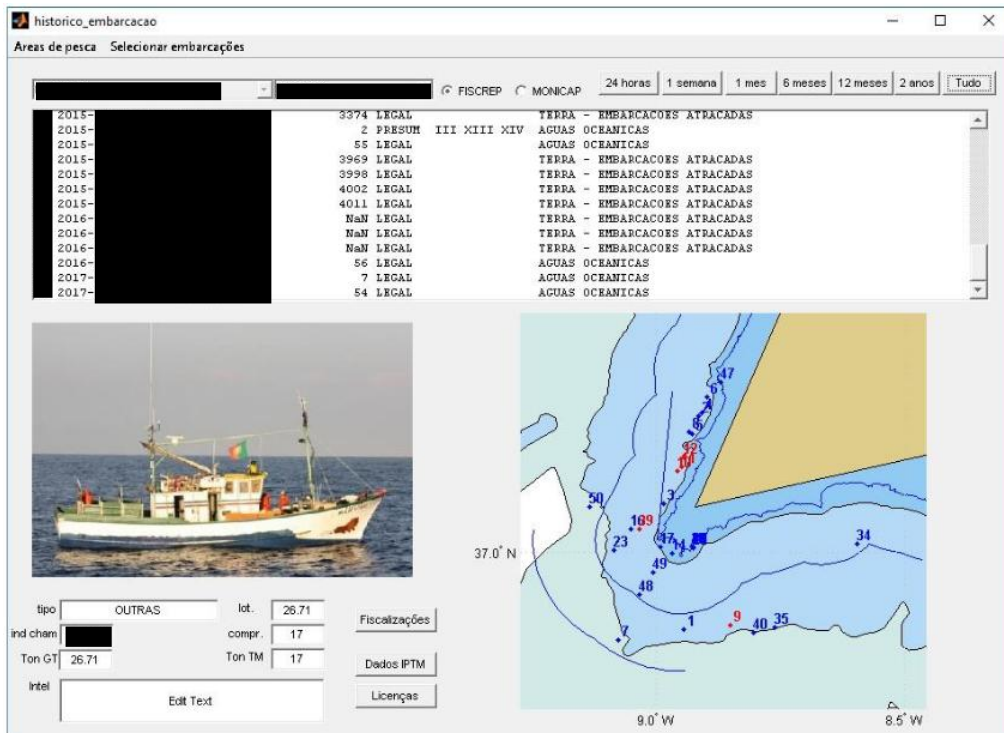 historico_embarcacao
Areas de pesca Selecionar embarcações
FISCREP MONICAP 24 horas 1 semana 1 mes 6 meses 12 meses 2 anos Tudo
2015- 3374 LEGAL TERRA - EMBARCACOES ATRACADAS
2015- 2 PRESUM III XIII XIV AGUAS OCEANICAS
2015- 55 LEGAL AGUAS OCEANICAS
2015- 3969 LEGAL TERRA - EMBARCACOES ATRACADAS
2015- 3998 LEGAL TERRA - EMBARCACOES ATRACADAS
2015- 4002 LEGAL TERRA - EMBARCACOES ATRACADAS
2015- 4011 LEGAL TERRA - EMBARCACOES ATRACADAS
2016- NaN LEGAL TERRA - EMBARCACOES ATRACADAS
2016- NaN LEGAL TERRA - EMBARCACOES ATRACADAS
2016- NaN LEGAL TERRA - EMBARCACOES ATRACADAS
2016- 56 LEGAL AGUAS OCEANICAS
2017- 7 LEGAL AGUAS OCEANICAS
2017- 54 LEGAL AGUAS OCEANICAS
47
6
3
50
16 39
23
34
37.0° N
49
48
7
1
9
40
35
9.0° W 8.5° W
tipo OUTRAS lot. 26.71
ind cham compr. 17
Ton GT 26.71 Ton TM 17
Intel Edit Text
Fiscalizações
Dados IPTM
Licenças